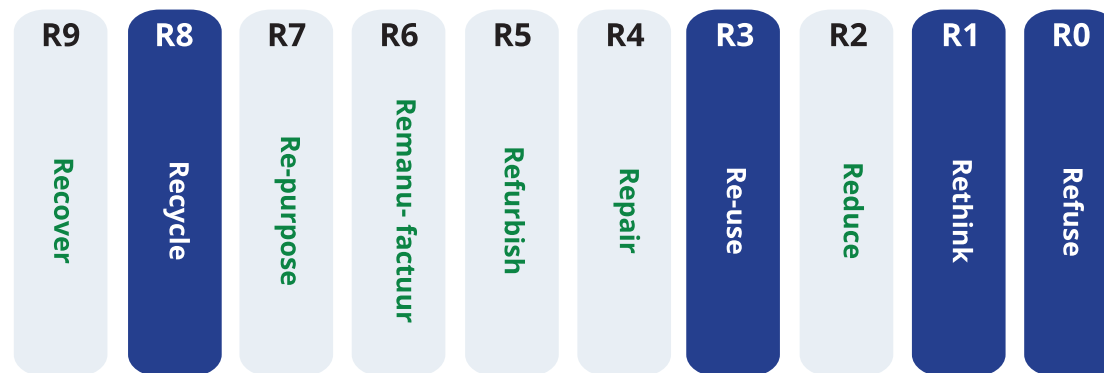 R9
Recover
R8
Recycle
R7
Re-purpose
R6
Remanu- factuur
R5
Refurbish
R4
Repair
R3
Re-use
R2
Reduce
R1
Rethink
R0
Refuse